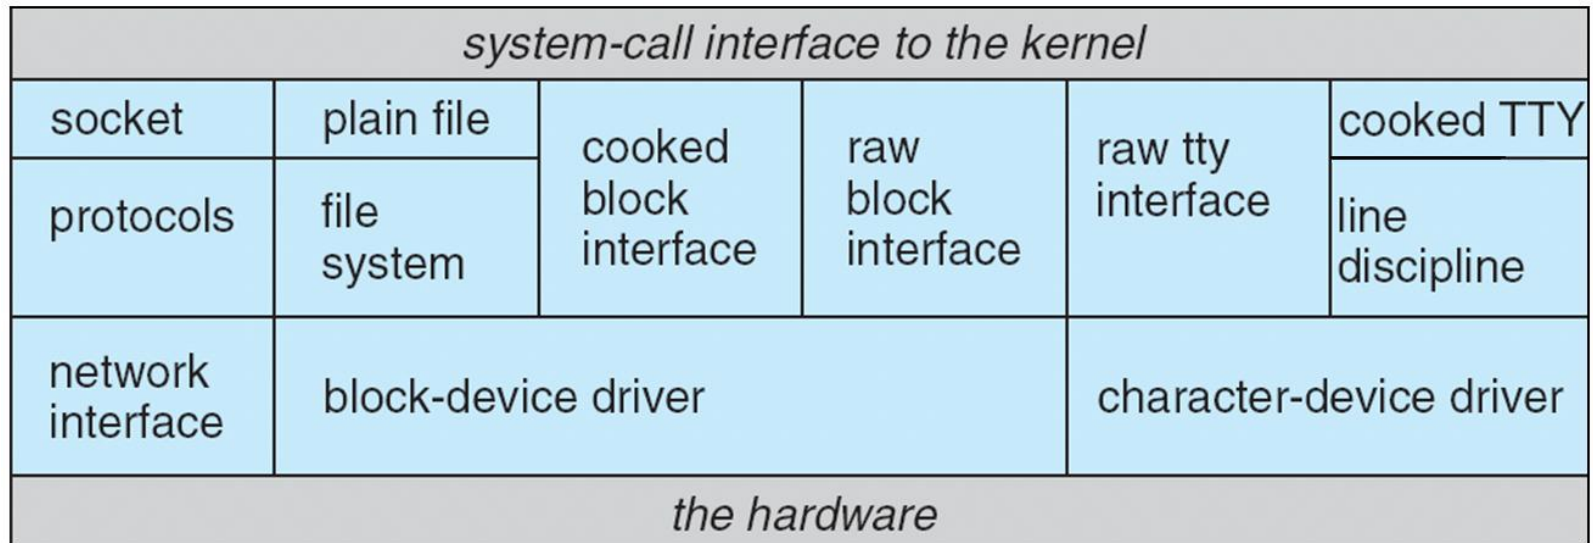 system-call interface to the kernel
socket
plain file
cooked
block
interface
raw
block
interface
raw tty
interface
cooked TTY
protocols
file
system
line
discipline
network
interface
block-device driver
character-device driver
the hardware